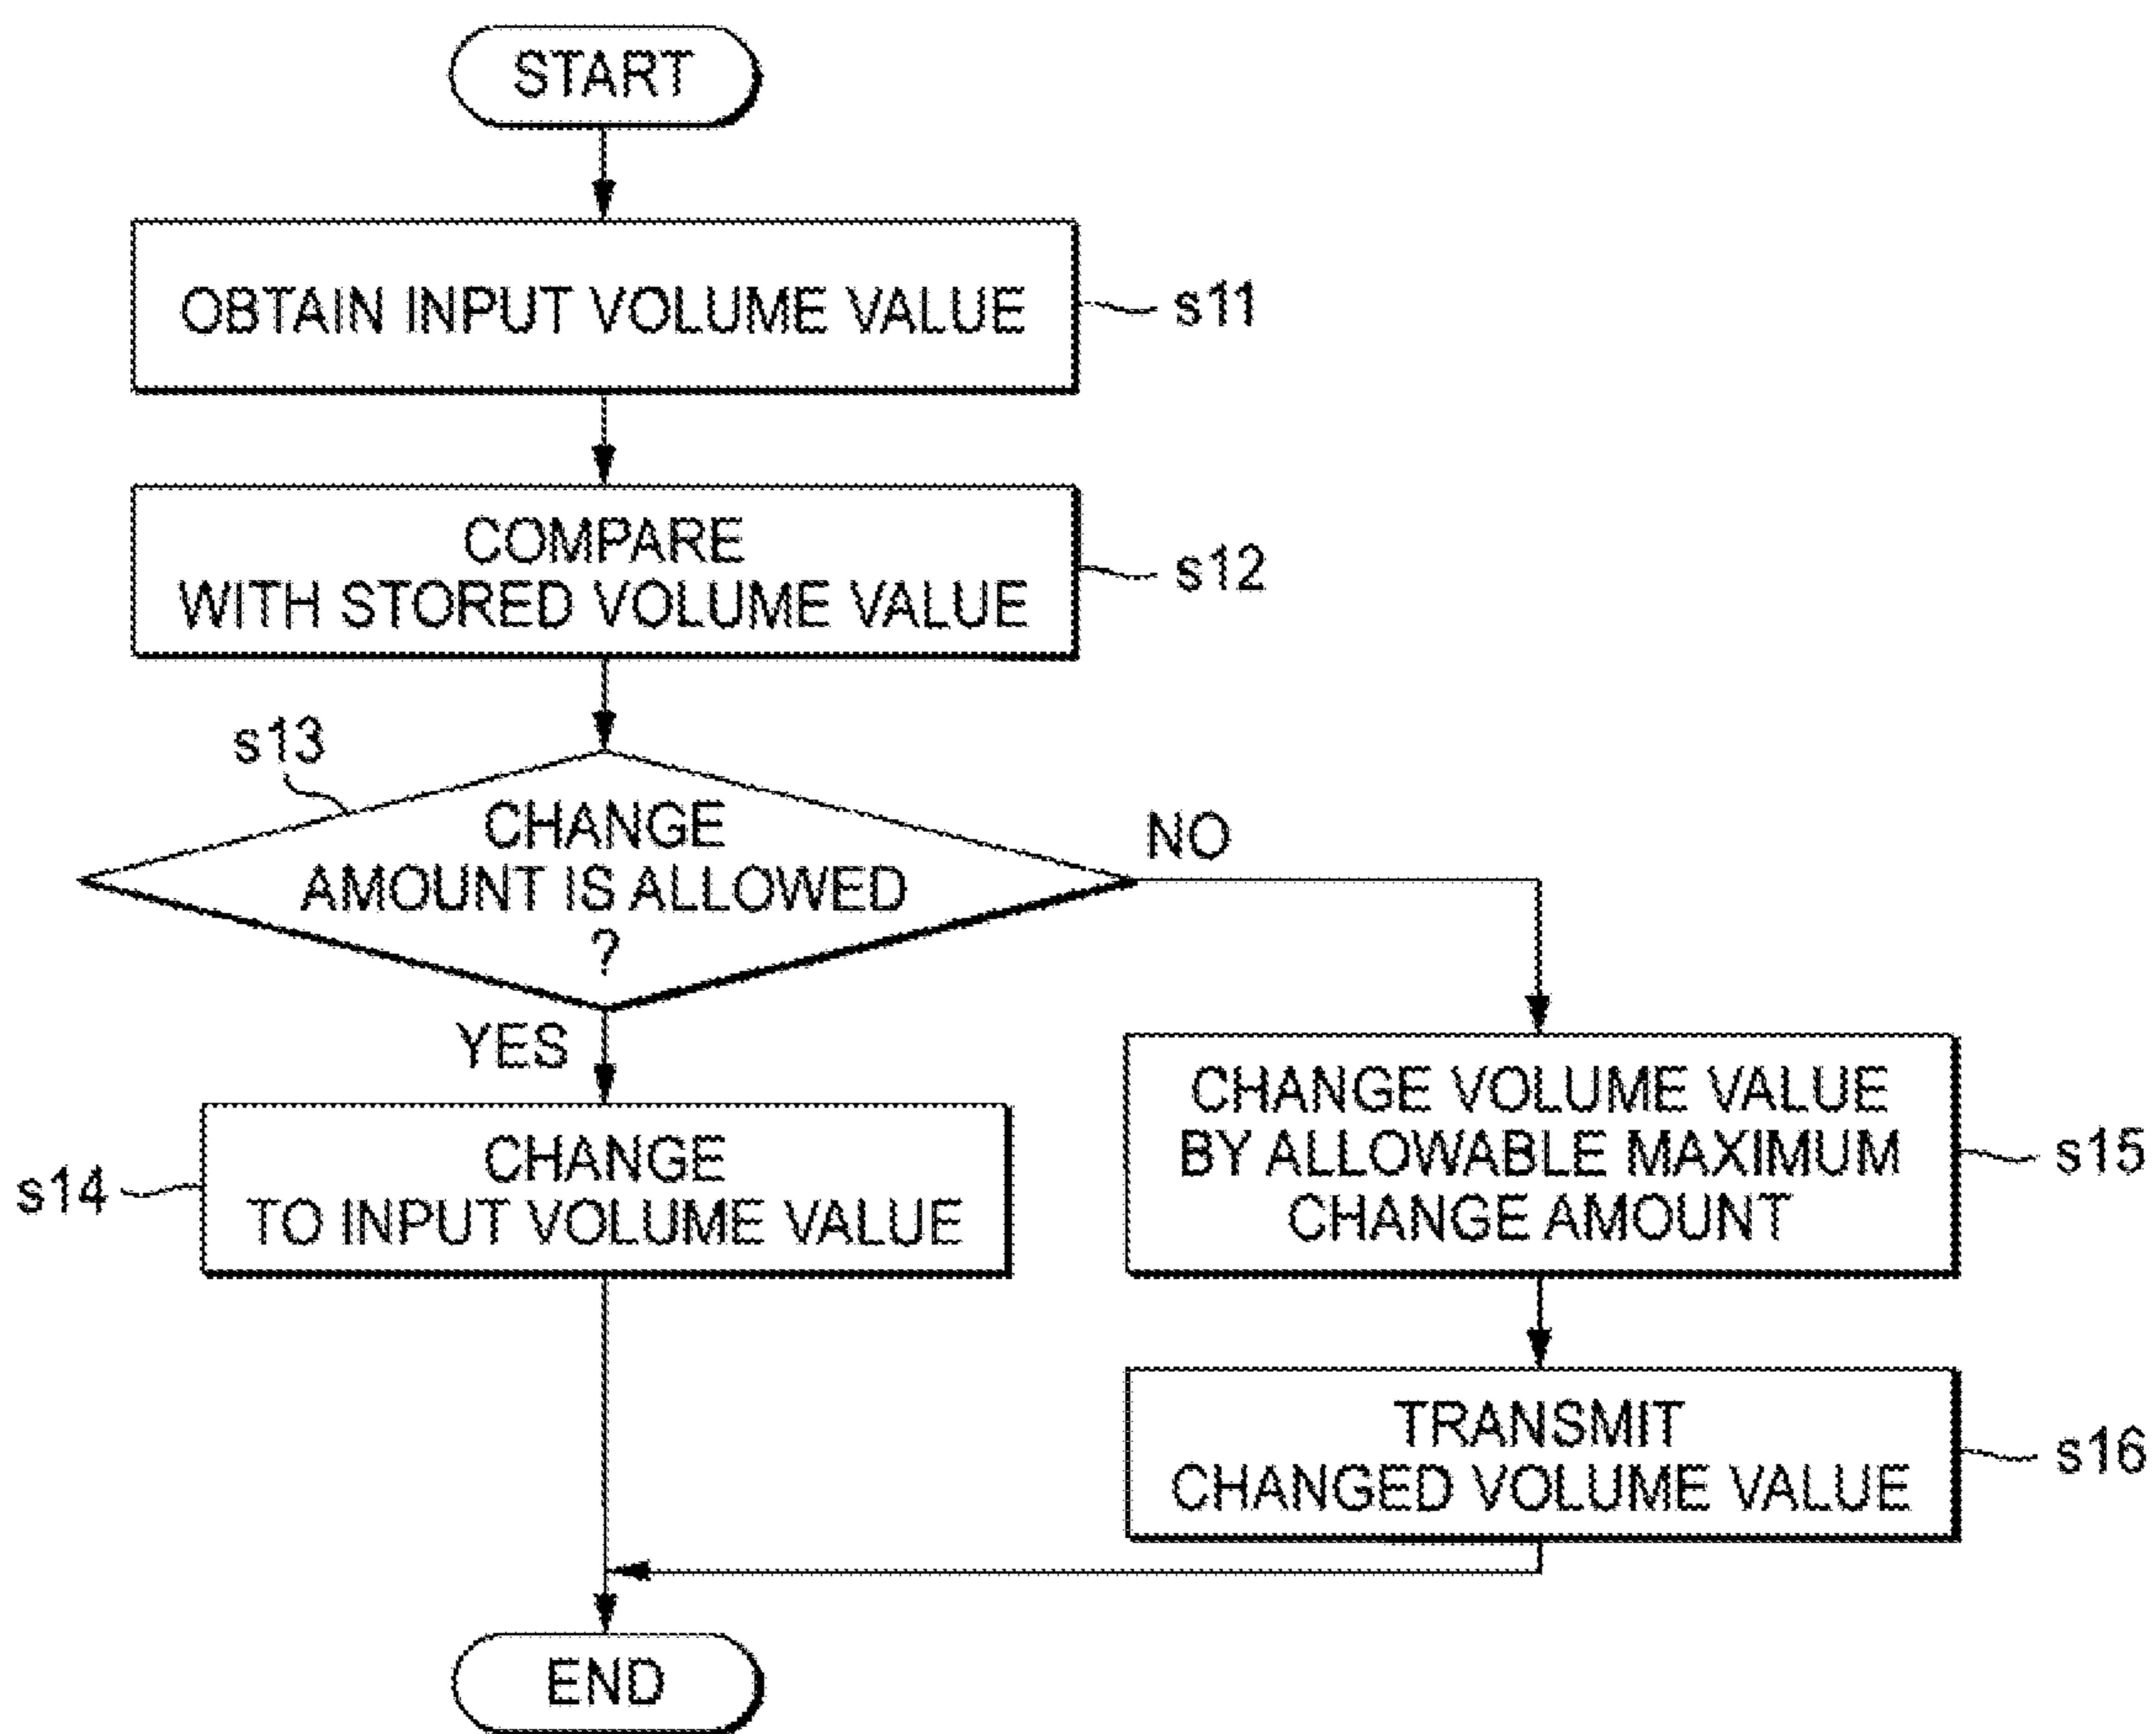 START
OBTAIN INPUT VOLUME VALUE
s11
COMPARE
WITH STORED VOLUME VALUE
s12
s13
CHANGE
AMOUNT IS ALLOWED
?
NO
YES
CHANGE
TO INPUT VOLUME VALUE
s14
CHANGE VOLUME VALUE
BY ALLOWABLE MAXIMUM
CHANGE AMOUNT
s15
TRANSMIT
CHANGED VOLUME VALUE
s16
END